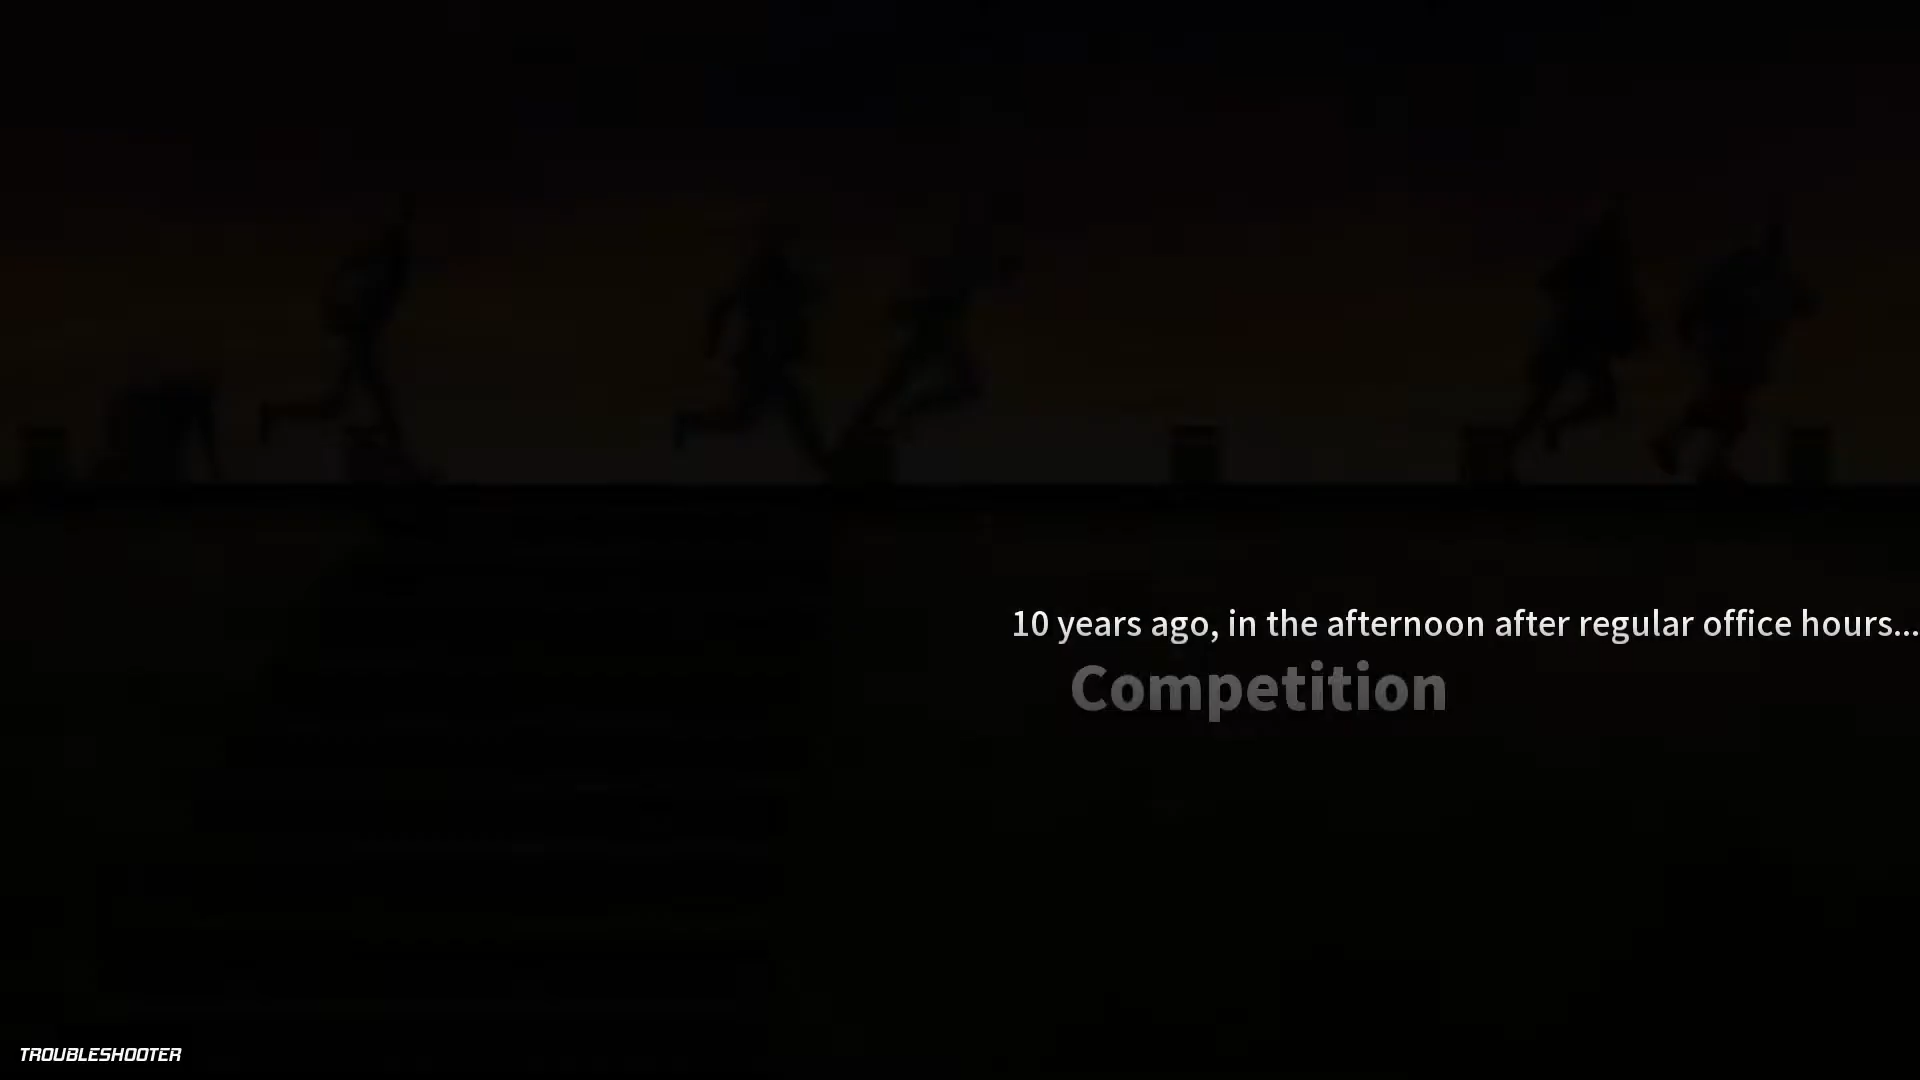 10 years ago, in the afternoon after regular office hours...
Competition
TROUBLESHOOTER